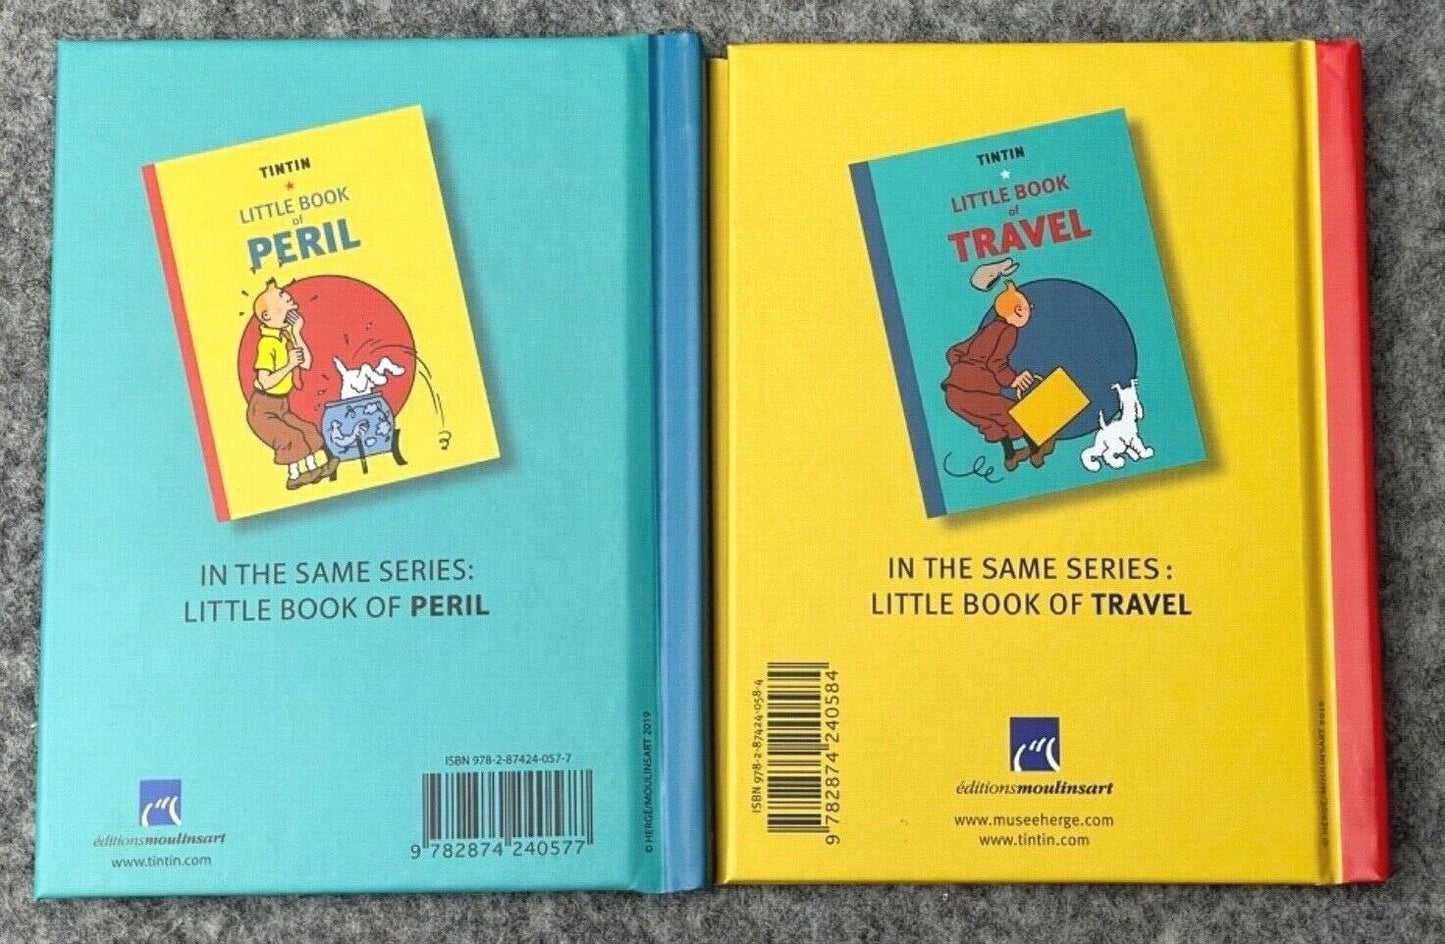 TINTIN
LITTLE BOOK
of
PERIL
IN THE SAME SERIES:
LITTLE BOOK OF PERIL
éditionsmoulinsart
www.tintin.com
ISBN 978-2-87424-057-7
9 782874 240577
© HERGÉ/MOULINSART 2019
TINTIN
LITTLE BOOK
of
TRAVEL
IN THE SAME SERIES :
LITTLE BOOK OF TRAVEL
ISBN 978-2-87424-058-4
9 782874 240584
éditionsmoulinsart
www.museeherge.com
www.tintin.com
© HERGÉ/MOULINSART 2016